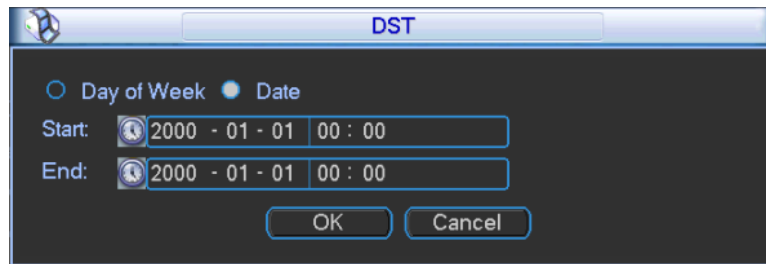 DST
Day of Week Date
Start: 2000 - 01 - 01 00 : 00
End: 2000 - 01 - 01 00 : 00
OK Cancel